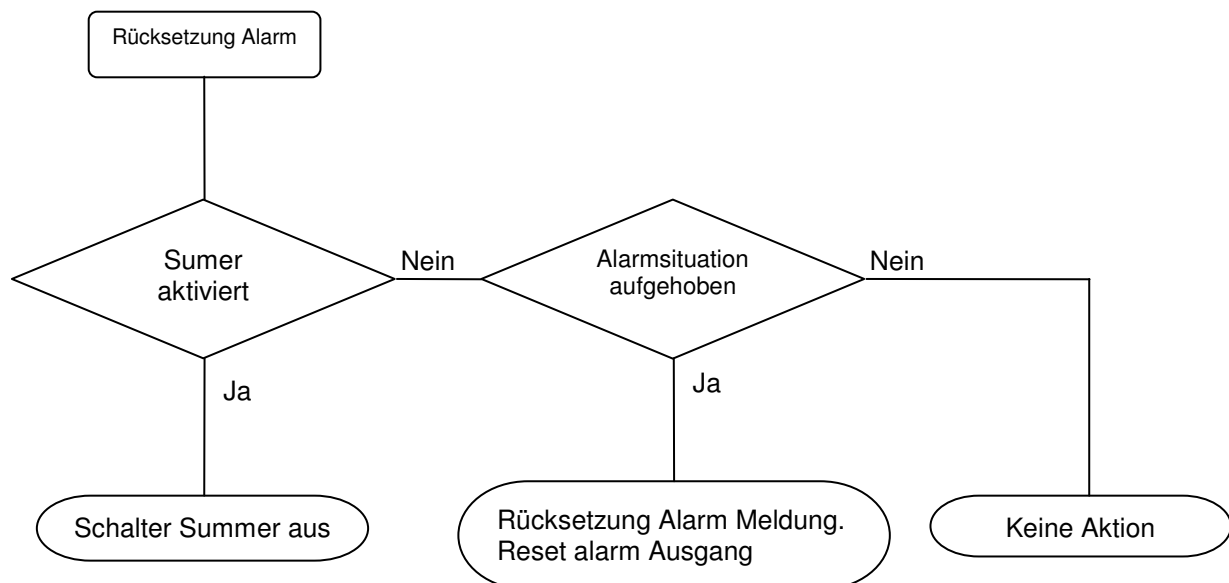 Rücksetzung Alarm
Sumer
aktiviert
Nein
Alarmsituation
aufgehoben
Nein
Ja
Ja
Schalter Summer aus
Rücksetzung Alarm Meldung.
Reset alarm Ausgang
Keine Aktion